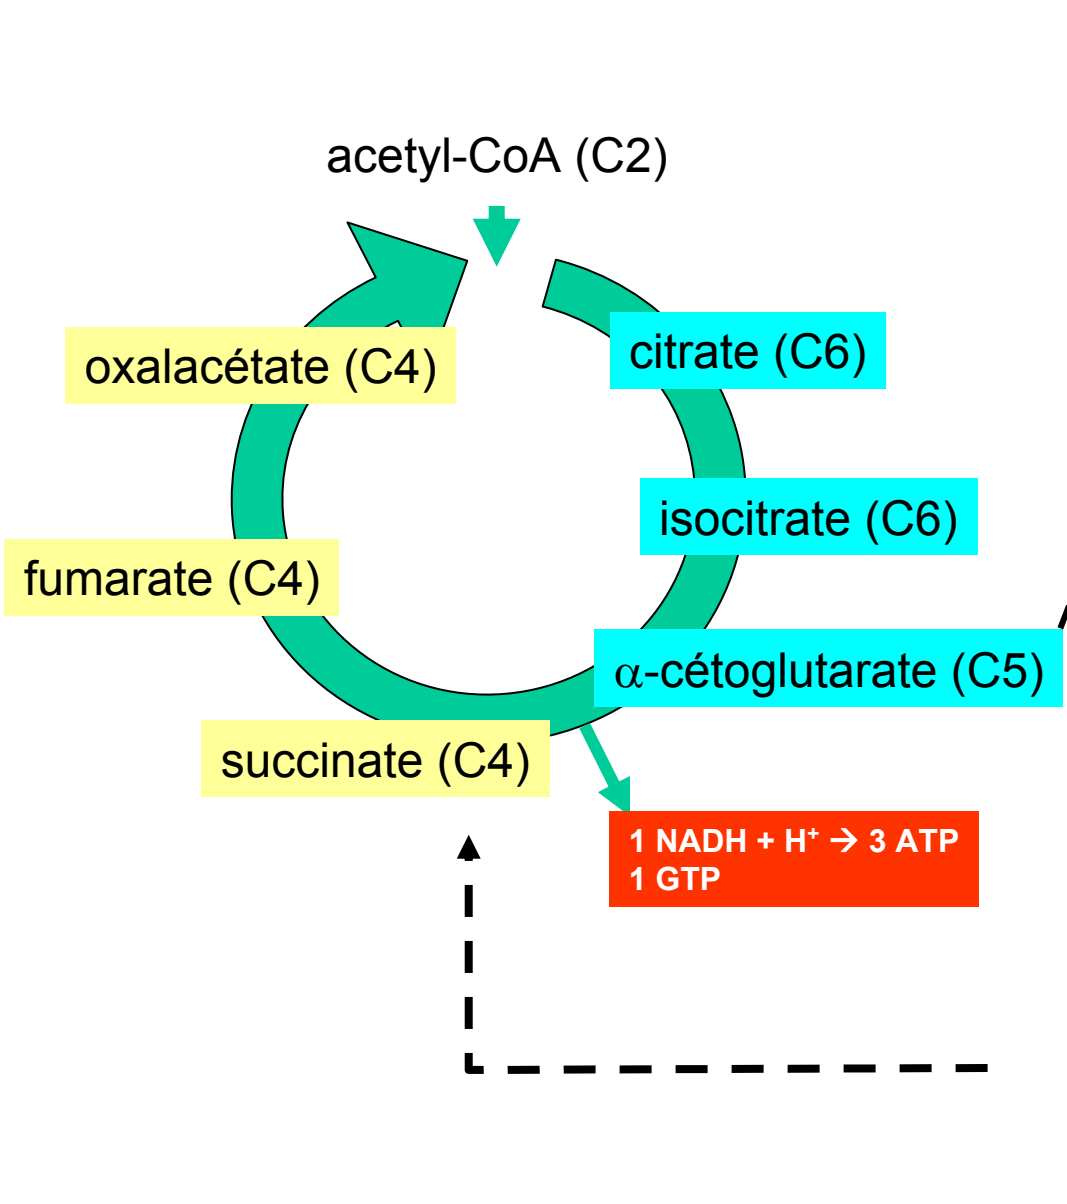 acetyl-CoA (C2)
citrate (C6)
oxalacétate (C4)
isocitrate (C6)
fumarate (C4)
α-cétoglutarate (C5)
succinate (C4)
1 NADH + H⁺ → 3 ATP
1 GTP